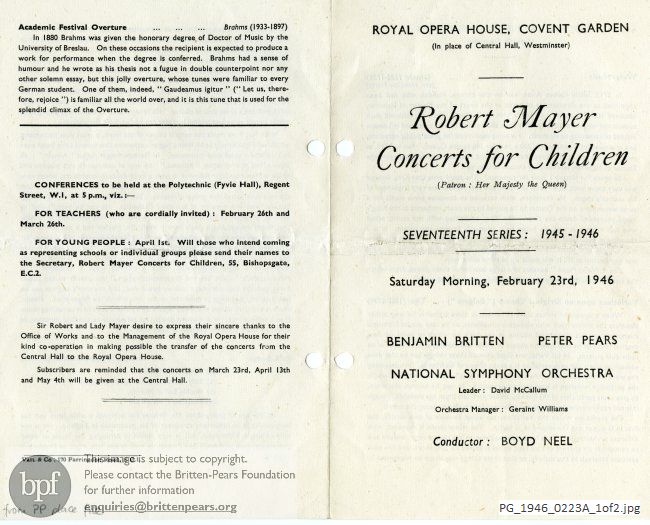 Academic Festival Overture ... ... ... Brahms (1933-1897)
In 1880 Brahms was given the honorary degree of Doctor of Music by the
University of Breslau. On these occasions the recipient is expected to produce a
work for performance when the degree is conferred. Brahms had a sense of
humour and he wrote as his thesis not a fugue in double counterpoint nor any
other solemn essay, but this jolly overture, whose tunes were familiar to every
German student. One of them, indeed, " Gaudeamus igitur " (" Let us, there-
fore, rejoice ") is familiar all the world over, and it is this tune that is used for the
splendid climax of the Overture.
CONFERENCES to be held at the Polytechnic (Fyvie Hall), Regent
Street, W.1, at 5 p.m., viz. :—
FOR TEACHERS (who are cordially invited) : February 26th and
March 26th.
FOR YOUNG PEOPLE : April 1st. Will those who intend coming
as representing schools or individual groups please send their names to
the Secretary, Robert Mayer Concerts for Children, 55, Bishopsgate,
E.C.2.
Sir Robert and Lady Mayer desire to express their sincere thanks to the
Office of Works and to the Management of the Royal Opera House for their
kind co-operation in making possible the transfer of the concerts from the
Central Hall to the Royal Opera House.
Subscribers are reminded that the concerts on March 23rd, April 13th
and May 4th will be given at the Central Hall.
bpf
This image is subject to copyright.
Please contact the Britten-Pears Foundation
for further information
enquiries@brittenpears.org
from PP
ROYAL OPERA HOUSE, COVENT GARDEN
(In place of Central Hall, Westminster)
Robert Mayer
Concerts for Children
(Patron : Her Majesty the Queen)
SEVENTEENTH SERIES : 1945 - 1946
Saturday Morning, February 23rd, 1946
BENJAMIN BRITTEN PETER PEARS
NATIONAL SYMPHONY ORCHESTRA
Leader : David McCallum
Orchestra Manager : Geraint Williams
Conductor : BOYD NEEL
PG_1946_0223A_1of2.jpg